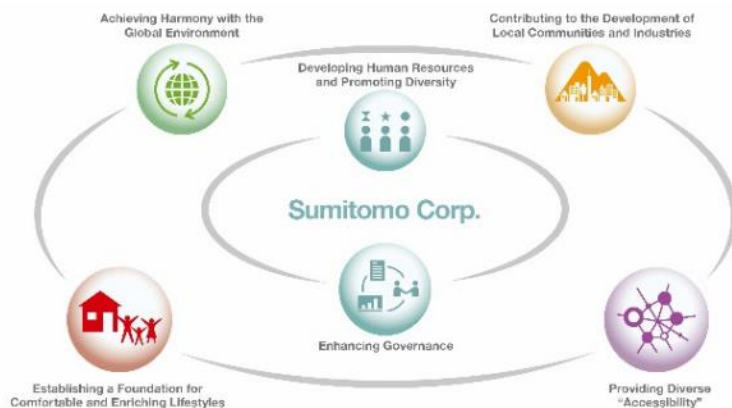 Achieving Harmony with the
Global Environment
Contributing to the Development of
Local Communities and Industries
Developing Human Resources
and Promoting Diversity
Sumitomo Corp.
Enhancing Governance
Establishing a Foundation for
Comfortable and Enriching Lifestyles
Providing Diverse
"Accessibility"